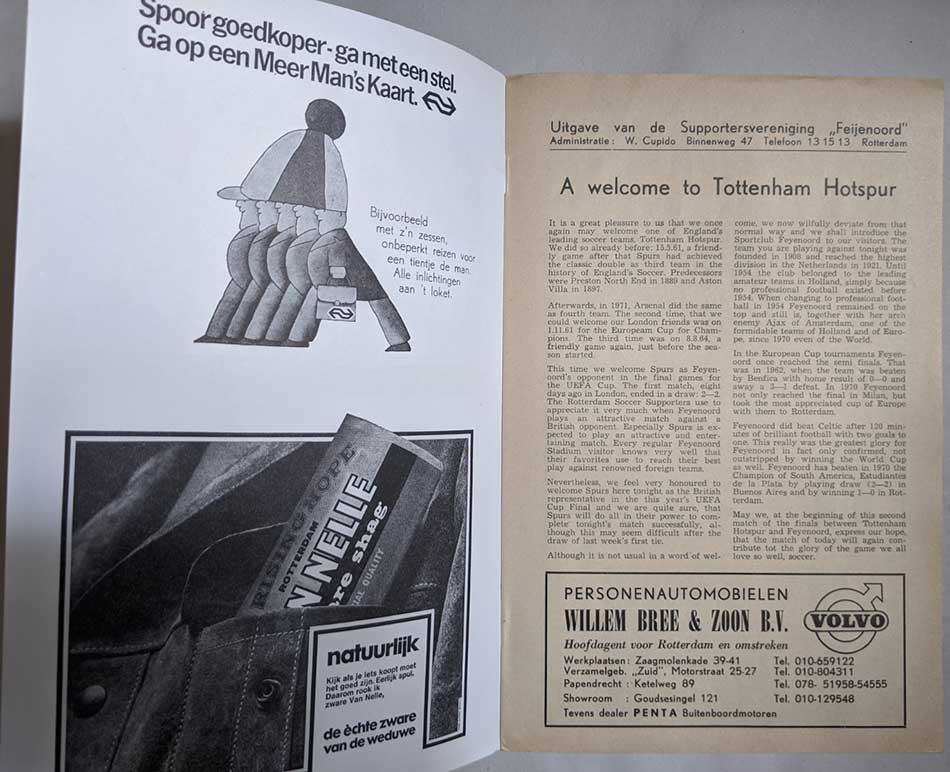 Spoorgoedkoper-ga met een stel.
Ga op een Meer Man's Kaart.
Bijvoorbeeld
met z'n zessen,
onbeperkt reizen voor
een tientje de man.
Alle inlichtingen
aan 't loket.
ROTTERDAM
NELLE
shag
QUALITY
natuurlijk
Kijk als je iets koopt moet
het goed zijn. Eerlijk spul.
Daarom rook ik
zware Van Nelle,
de èchte zware
van de weduwe
Uitgave van de Supportersvereniging „Feijenoord"
Administratie: W. Cupido Binnenweg 47 Telefoon 13 15 13 Rotterdam
A welcome to Tottenham Hotspur
It is a great pleasure to us that we once
again may welcome one of England's
leading soccer teams, Tottenham Hotspur.
We did so already before: 15.5.61, a friend-
ly game after that Spurs had achieved
the classic double as third team in the
history of England's Soccer. Predecessors
were Preston North End in 1889 and Aston
Villa in 1897.
Afterwards, in 1971, Arsenal did the same
as fourth team. The second time, that we
could welcome our London friends was on
1.11.61 for the European Cup for Cham-
pions. The third time was on 8.8.64, a
friendly game again, just before the sea-
son started.
This time we welcome Spurs as Feyen-
oord's opponent in the final games for
the UEFA Cup. The first match, eight
days ago in London, ended in a draw: 2—2.
The Rotterdam Soccer Supporters use to
appreciate it very much when Feyenoord
plays an attractive match against a
British opponent. Especially Spurs is ex-
pected to play an attractive and enter-
taining match. Every regular Feyenoord
Stadium visitor knows very well that
their favorites use to reach their best
play against renowned foreign teams.
Nevertheless, we feel very honoured to
welcome Spurs here tonight as the British
representative in the this year's UEFA
Cup Final and we are quite sure, that
Spurs will do all in their power to com-
plete tonight's match successfully, al-
though this may seem difficult after the
draw of last week's first tie.
Although it is not usual in a word of wel-
come, we now wilfully deviate from that
normal way and we shall introduce the
Sportclub Feyenoord to our visitors. The
team you are playing against tonight was
founded in 1908 and reached the highest
division in the Netherlands in 1921. Until
1954 the club belonged to the leading
amateur teams in Holland, simply because
no professional football existed before
1954. When changing to professional foot-
ball in 1954 Feyenoord remained on the
top and still is, together with her arch
enemy Ajax of Amsterdam, one of the
formidable teams of Holland and of Euro-
pe, since 1970 even of the World.
In the European Cup tournaments Feyen-
oord once reached the semi finals. That
was in 1962, when the team was beaten
by Benfica with home result of 0—0 and
away a 3—1 defeat. In 1970 Feyenoord
not only reached the final in Milan, but
took the most appreciated cup of Europe
with them to Rotterdam.
Feyenoord did beat Celtic after 120 min-
utes of brilliant football with two goals to
one. This really was the greatest glory for
Feyenoord in fact only confirmed, not
outstripped by winning the World Cup
as well. Feyenoord has beaten in 1970 the
Champion of South America, Estudiantes
de la Plata by playing draw (2—2) in
Buenos Aires and by winning 1—0 in Rot-
terdam.
May we, at the beginning of this second
match of the finals between Tottenham
Hotspur and Feyenoord, express our hope,
that the match of today will again contri-
bute tot the glory of the game we all
love so well, soccer.
PERSONENAUTOMOBIELEN
WILLEM BREE & ZOON B.V.
VOLVO
Hoofdagent voor Rotterdam en omstreken
Werkplaatsen: Zaagmolenkade 39-41 Tel. 010-659122
Verzamelgeb. „Zuid", Motorstraat 25-27 Tel. 010-804311
Papendrecht : Ketelweg 89 Tel. 078- 51958-54555
Showroom : Goudsesingel 121 Tel. 010-129548
Tevens dealer PENTA Buitenboordmotoren